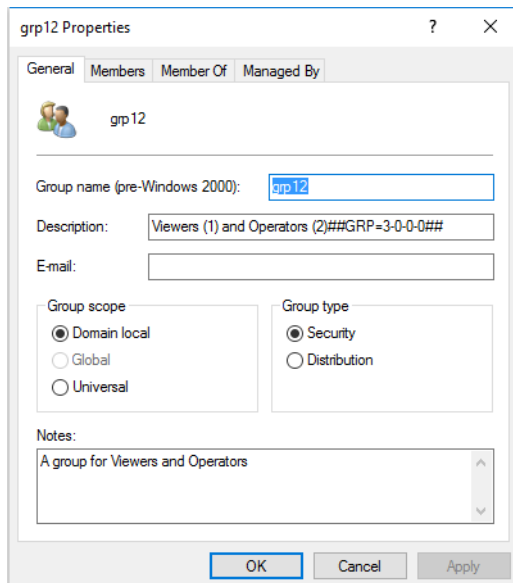 grp12 Properties
? X
General Members Member Of Managed By
grp12
Group name (pre-Windows 2000): grp12
Description: Viewers (1) and Operators (2)##GRP=3-0-0-0##
E-mail:
Group scope Group type
Domain local Security
Global Distribution
Universal
Notes:
A group for Viewers and Operators
OK Cancel Apply